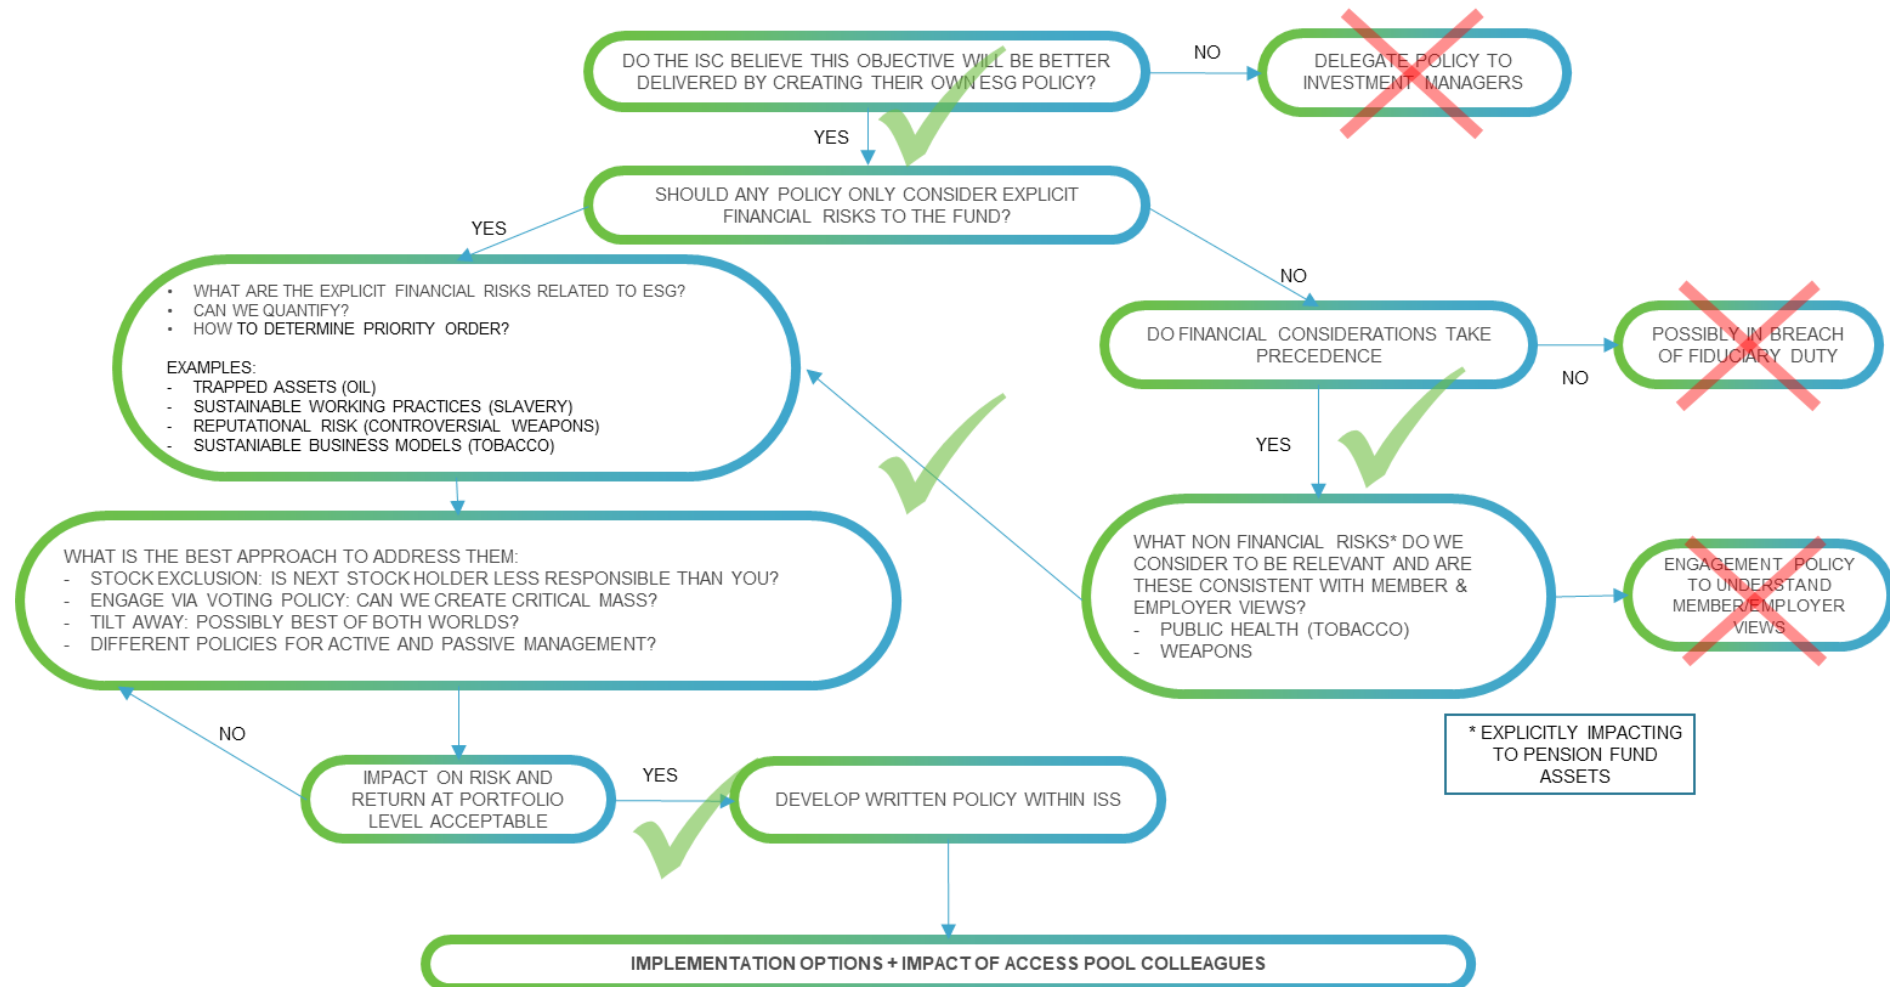 DO THE ISC BELIEVE THIS OBJECTIVE WILL BE BETTER
DELIVERED BY CREATING THEIR OWN ESG POLICY?
NO
DELEGATE POLICY TO
INVESTMENT MANAGERS
YES
SHOULD ANY POLICY ONLY CONSIDER EXPLICIT
FINANCIAL RISKS TO THE FUND?
YES
NO
• WHAT ARE THE EXPLICIT FINANCIAL RISKS RELATED TO ESG?
• CAN WE QUANTIFY?
• HOW TO DETERMINE PRIORITY ORDER?
EXAMPLES:
- TRAPPED ASSETS (OIL)
- SUSTAINABLE WORKING PRACTICES (SLAVERY)
- REPUTATIONAL RISK (CONTROVERSIAL WEAPONS)
- SUSTANIABLE BUSINESS MODELS (TOBACCO)
DO FINANCIAL CONSIDERATIONS TAKE
PRECEDENCE
NO
POSSIBLY IN BREACH
OF FIDUCIARY DUTY
YES
WHAT IS THE BEST APPROACH TO ADDRESS THEM:
- STOCK EXCLUSION: IS NEXT STOCK HOLDER LESS RESPONSIBLE THAN YOU?
- ENGAGE VIA VOTING POLICY: CAN WE CREATE CRITICAL MASS?
- TILT AWAY: POSSIBLY BEST OF BOTH WORLDS?
- DIFFERENT POLICIES FOR ACTIVE AND PASSIVE MANAGEMENT?
WHAT NON FINANCIAL RISKS* DO WE
CONSIDER TO BE RELEVANT AND ARE
THESE CONSISTENT WITH MEMBER &
EMPLOYER VIEWS?
- PUBLIC HEALTH (TOBACCO)
- WEAPONS
ENGAGEMENT POLICY
TO UNDERSTAND
MEMBER/EMPLOYER
VIEWS
* EXPLICITLY IMPACTING
TO PENSION FUND
ASSETS
NO
IMPACT ON RISK AND
RETURN AT PORTFOLIO
LEVEL ACCEPTABLE
YES
DEVELOP WRITTEN POLICY WITHIN ISS
IMPLEMENTATION OPTIONS + IMPACT OF ACCESS POOL COLLEAGUES